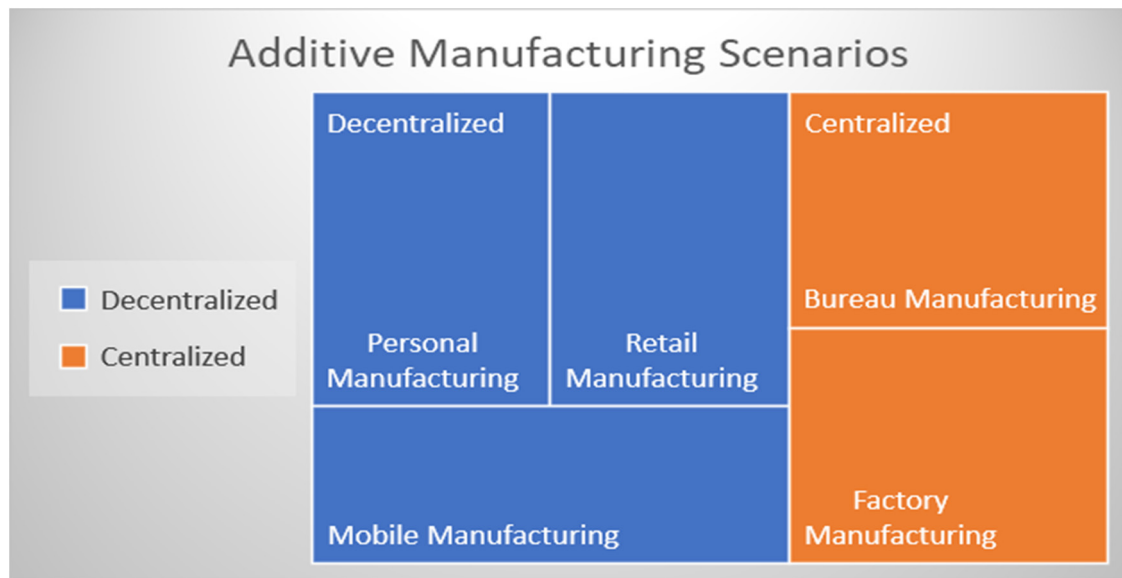 Additive Manufacturing Scenarios
Decentralized
Centralized
Decentralized
Personal
Manufacturing
Retail
Manufacturing
Mobile Manufacturing
Centralized
Bureau Manufacturing
Factory
Manufacturing